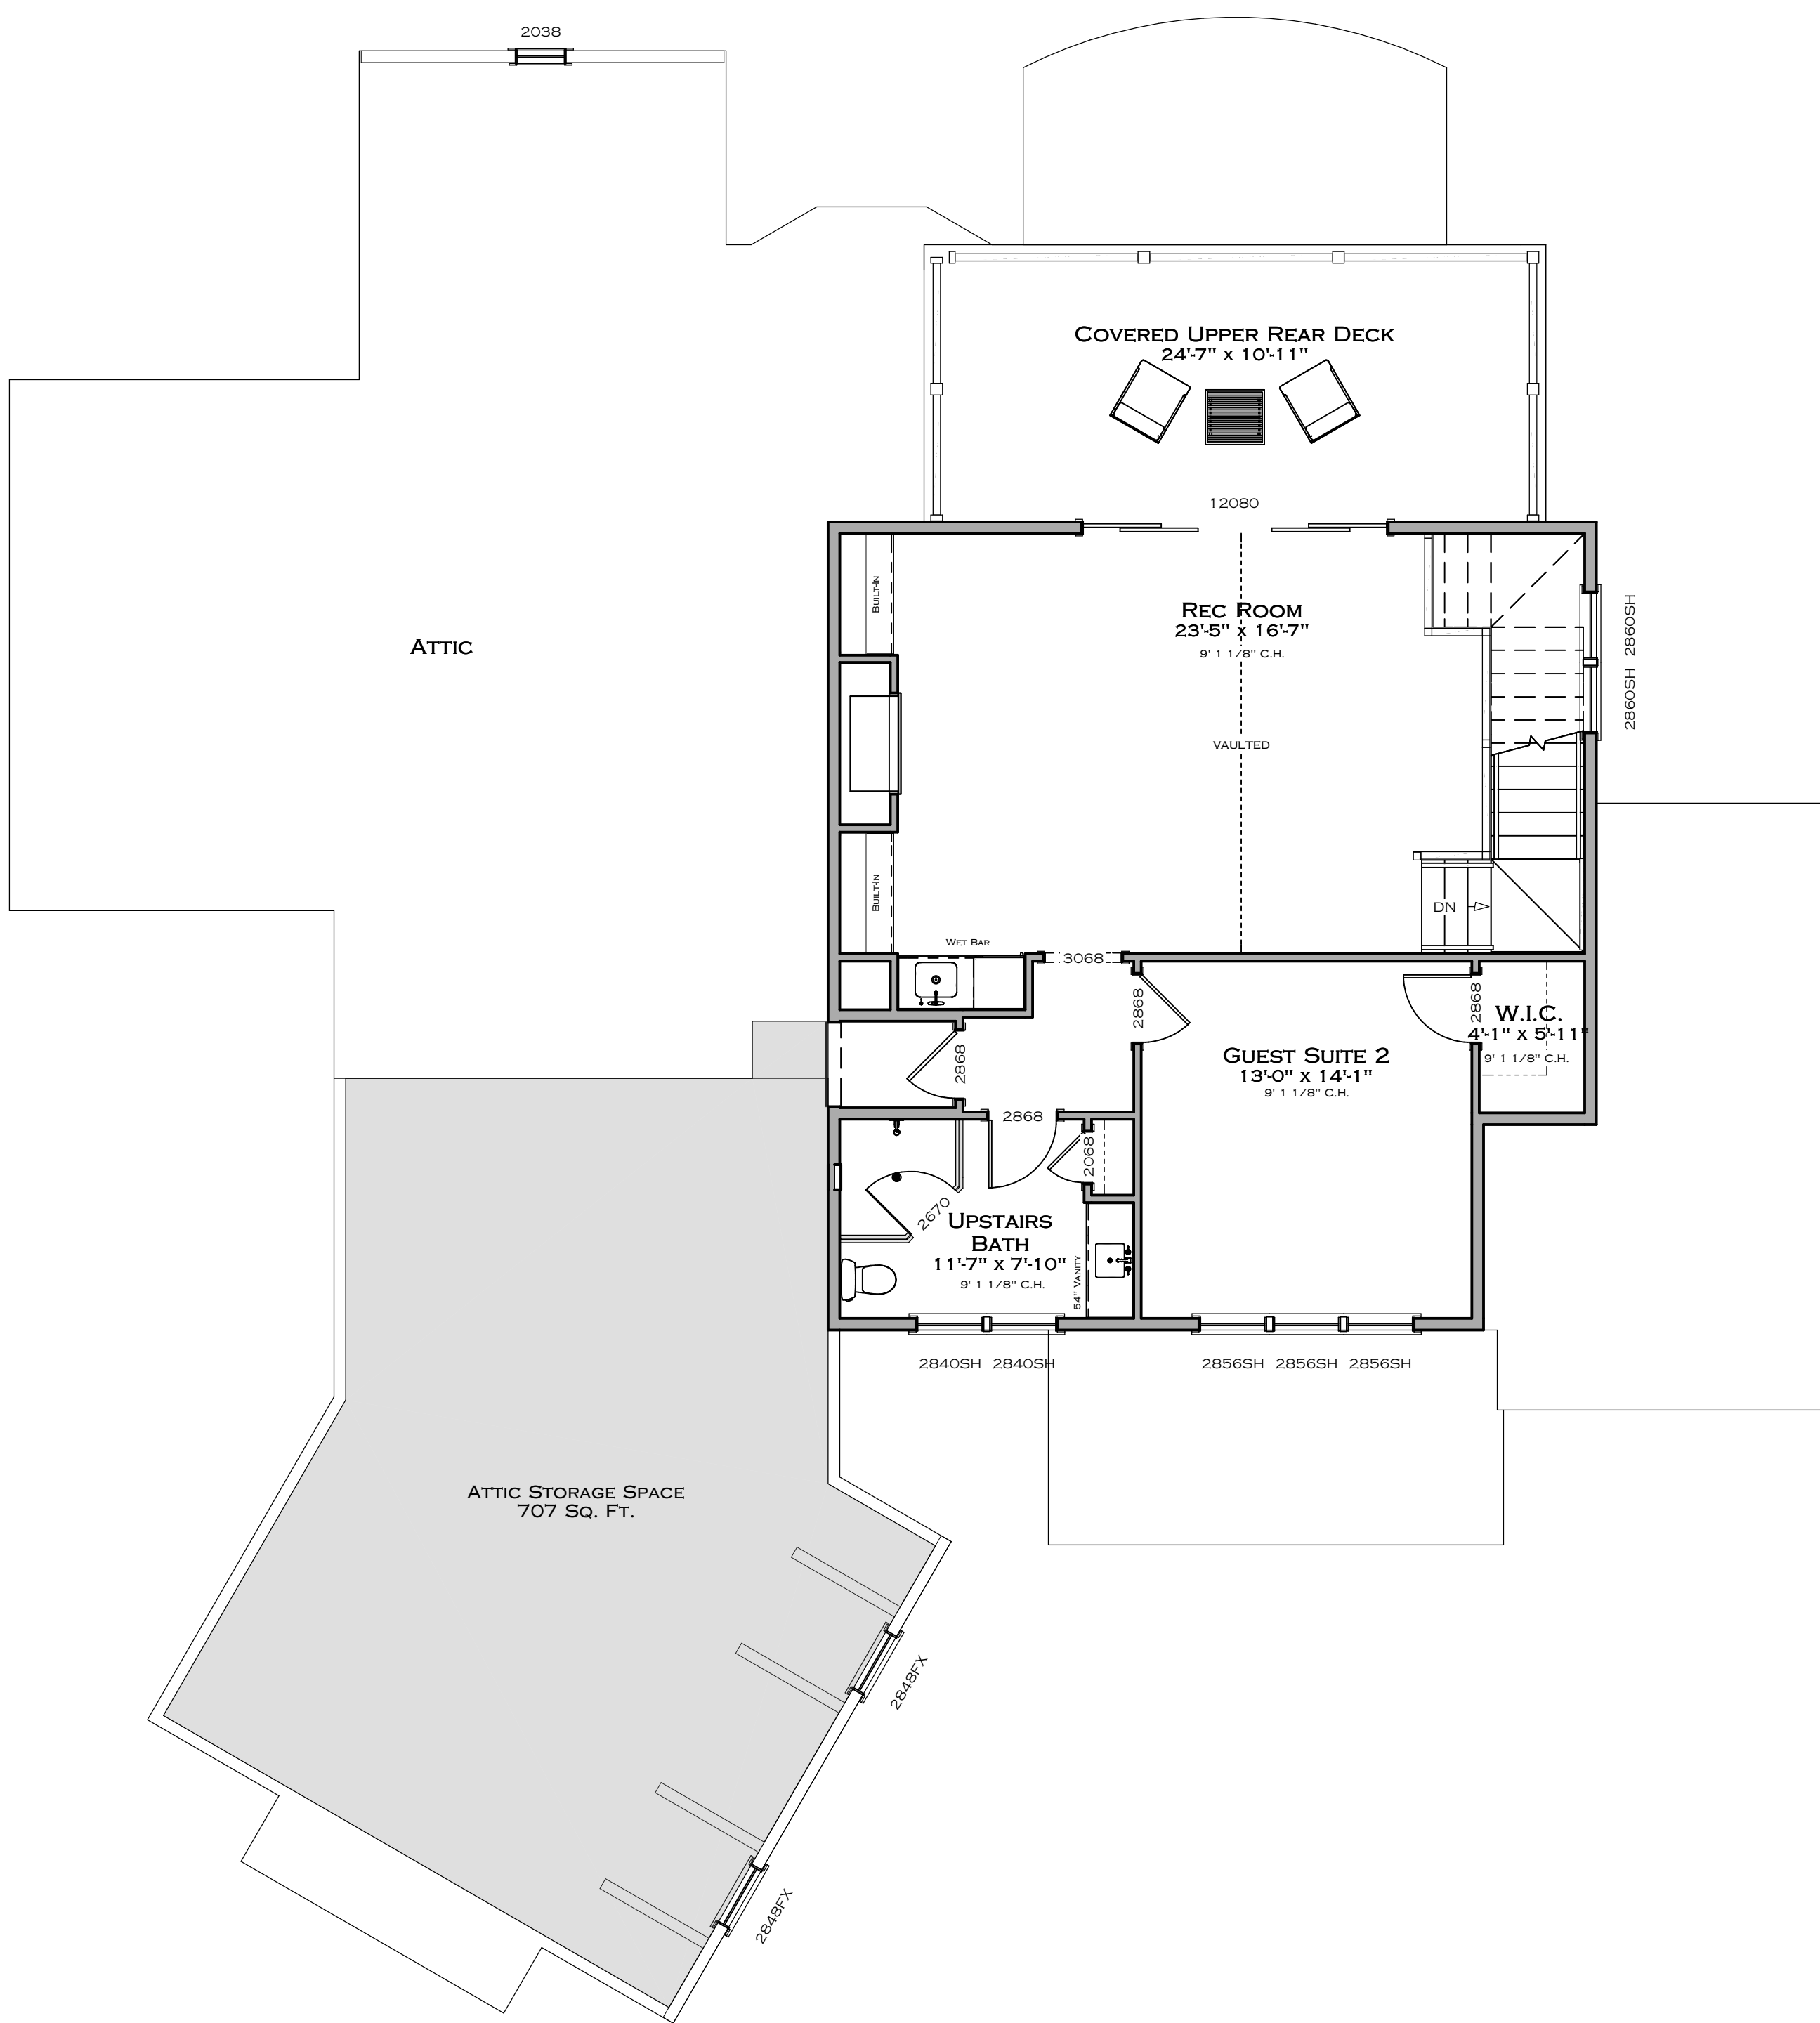 2038
COVERED UPPER REAR DECK
24'-7" X 10'-11"
12080
BUILT-IN
REC ROOM
23'-5" X 16'-7"
9' 1 1/8" C.H.
2860SH 2860SH
ATTIC
VAULTED
BUILT-IN
DN
WET BAR
3068
2868
2868
W.I.C.
4'-1" X 5'-11"
9' 1 1/8" C.H.
GUEST SUITE 2
13'-0" X 14'-1"
9' 1 1/8" C.H.
2868
2868
2068
2670
UPSTAIRS
BATH
11'-7" X 7'-10"
9' 1 1/8" C.H.
54" VANITY
2840SH 2840SH
2856SH 2856SH 2856SH
ATTIC STORAGE SPACE
707 SQ. FT.
2848FX
2848FX